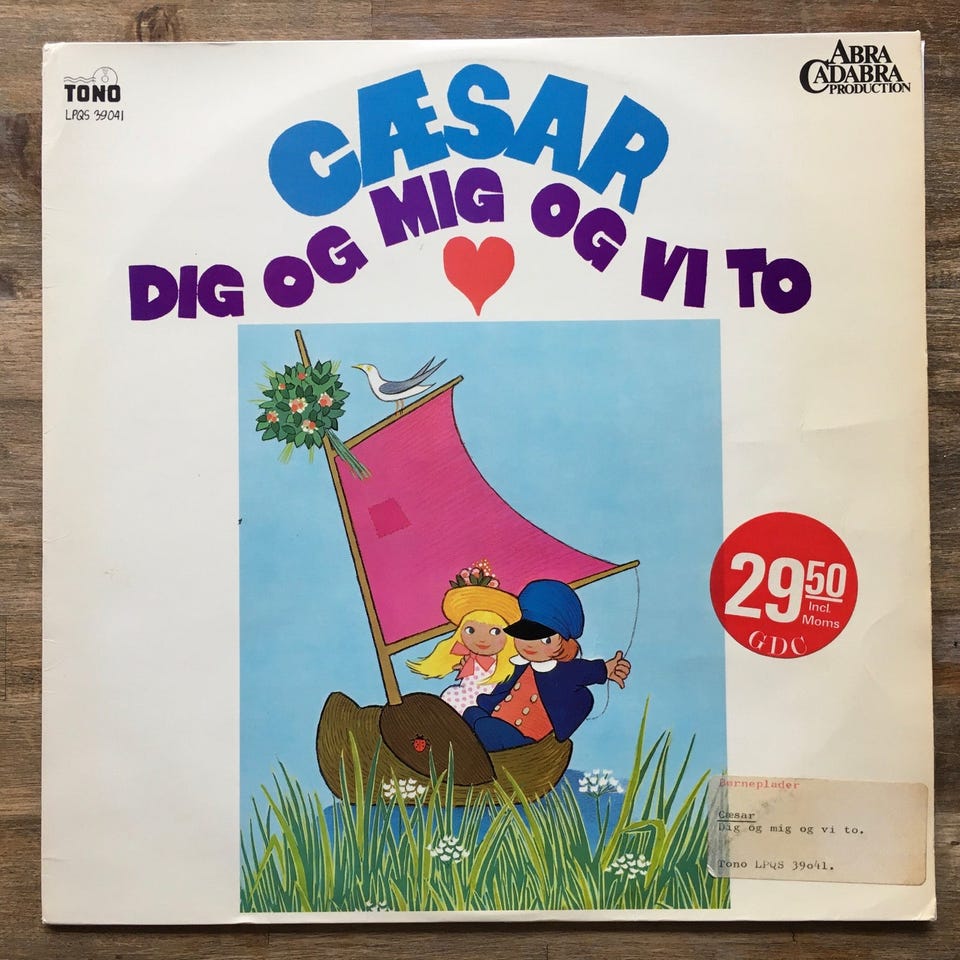 TONO
LPQS 39041
ABRA
CADABRA
PRODUCTION
CÆSAR
DIG OG MIG OG VI TO
29 50
Incl.
Moms
GDC
Børneplader
Cæsar
Dig og mig og vi to.
Tono LPQS 39o41.